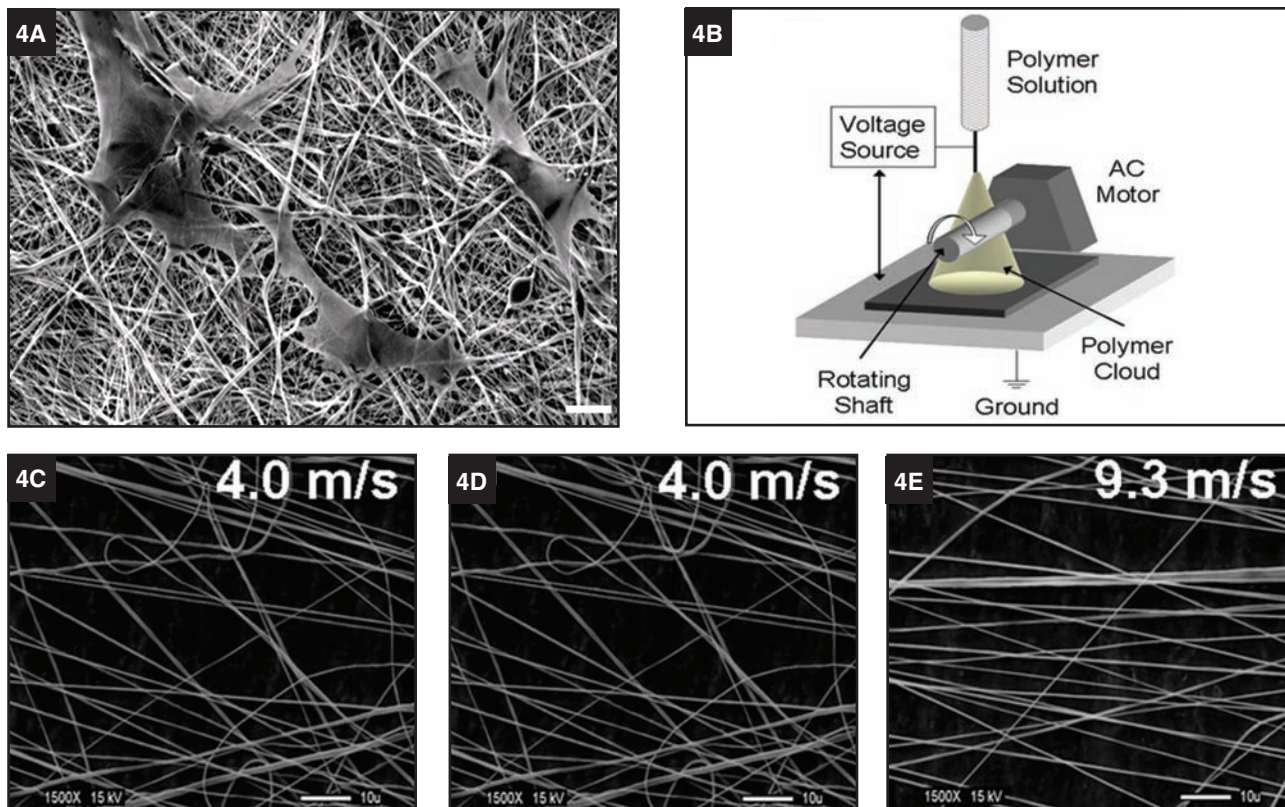 4A
4B
Polymer
Solution
Voltage
Source
AC
Motor
Rotating
Shaft
Ground
Polymer
Cloud
4C
4.0 m/s
1500X 15 kV 10u
4D
4.0 m/s
1500X 15 kV 10u
4E
9.3 m/s
1500X 15 kV 10u